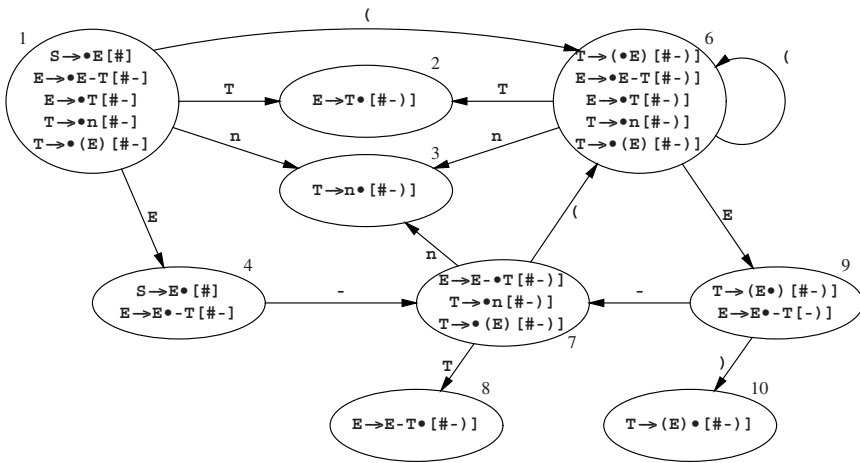 (
1
S→•E[#]
E→•E-T[#-]
E→•T[#-]
T→•n[#-]
T→•(E)[#-]
6
T→(•E)[#-)]
E→•E-T[#-)]
E→•T[#-)]
T→•n[#-)]
T→•(E)[#-)]
(
T
2
E→T•[#-)]
T
n
3
T→n•[#-)]
n
E
(
E
n
4
S→E•[#]
E→E•-T[#-]
-
E→E-•T[#-)]
T→•n[#-)]
T→•(E)[#-)]
7
-
9
T→(E•)[#-)]
E→E•-T[-)]
T
)
8
E→E-T•[#-)]
10
T→(E)•[#-)]